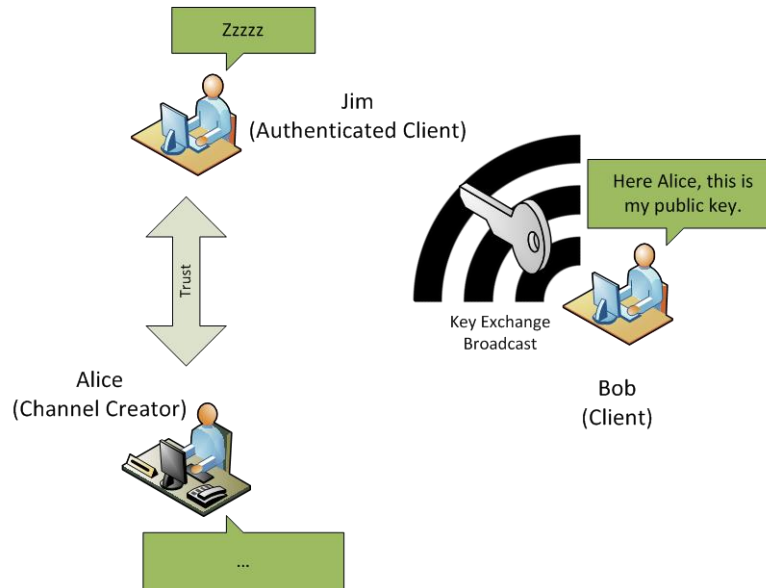 Zzzzz
Jim
(Authenticated Client)
Here Alice, this is
my public key.
Trust
Key Exchange
Broadcast
Alice
(Channel Creator)
Bob
(Client)
...